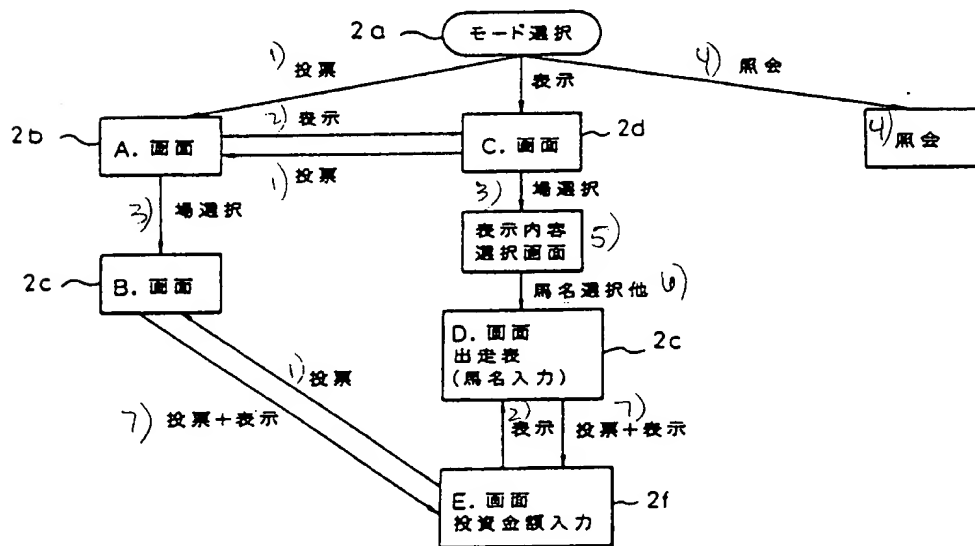 2a
モード選択
1) 投票
表示
4) 照会
2b
A. 画面
2) 表示
1) 投票
C. 画面
2d
4) 照会
3) 場選択
3) 場選択
表示内容
選択画面
5)
2c
B. 画面
馬名選択他 6)
D. 画面
出走表
(馬名入力)
2c
1) 投票
7) 投票+表示
2) 表示
7) 投票+表示
E. 画面
投資金額入力
2f